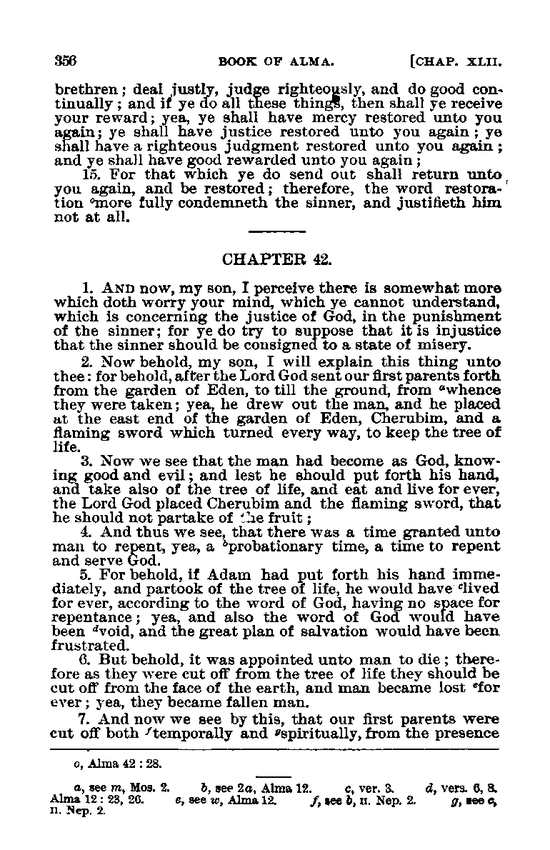 356 BOOK OF ALMA. [CHAP. XLII.
brethren; deal justly, judge righteously, and do good con-
tinually; and if ye do all these things, then shall ye receive
your reward; yea, ye shall have mercy restored unto you
again; ye shall have justice restored unto you again; ye
shall have a righteous judgment restored unto you again;
and ye shall have good rewarded unto you again;
15. For that which ye do send out shall return unto
you again, and be restored; therefore, the word restora-
tion ᵒmore fully condemneth the sinner, and justifieth him
not at all.
CHAPTER 42.
1. AND now, my son, I perceive there is somewhat more
which doth worry your mind, which ye cannot understand,
which is concerning the justice of God, in the punishment
of the sinner; for ye do try to suppose that it is injustice
that the sinner should be consigned to a state of misery.
2. Now behold, my son, I will explain this thing unto
thee: for behold, after the Lord God sent our first parents forth
from the garden of Eden, to till the ground, from ᵃwhence
they were taken; yea, he drew out the man, and he placed
at the east end of the garden of Eden, Cherubim, and a
flaming sword which turned every way, to keep the tree of
life.
3. Now we see that the man had become as God, know-
ing good and evil; and lest he should put forth his hand,
and take also of the tree of life, and eat and live for ever,
the Lord God placed Cherubim and the flaming sword, that
he should not partake of the fruit;
4. And thus we see, that there was a time granted unto
man to repent, yea, a ᵇprobationary time, a time to repent
and serve God.
5. For behold, if Adam had put forth his hand imme-
diately, and partook of the tree of life, he would have ᶜlived
for ever, according to the word of God, having no space for
repentance; yea, and also the word of God would have
been ᵈvoid, and the great plan of salvation would have been
frustrated.
6. But behold, it was appointed unto man to die; there-
fore as they were cut off from the tree of life they should be
cut off from the face of the earth, and man became lost ᵉfor
ever; yea, they became fallen man.
7. And now we see by this, that our first parents were
cut off both ᶠtemporally and ᵍspiritually, from the presence
o, Alma 42 : 28.
a, see m, Mos. 2. b, see 2a, Alma 12. c, ver. 3. d, vers. 6, 8.
Alma 12 : 23, 26. e, see w, Alma 12. f, see b, II. Nep. 2. g, see c,
II. Nep. 2.